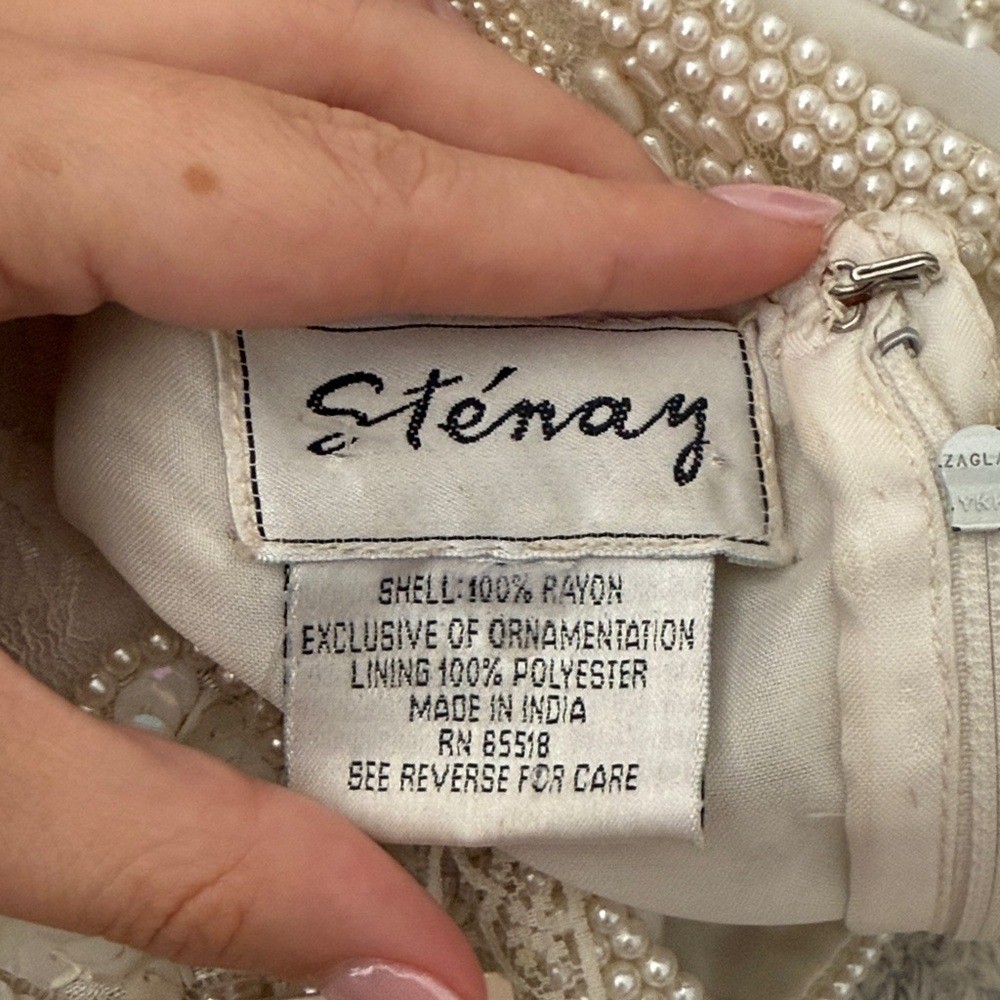 Sténay
SHELL: 100% RAYON
EXCLUSIVE OF ORNAMENTATION
LINING 100% POLYESTER
MADE IN INDIA
RN 65518
SEE REVERSE FOR CARE